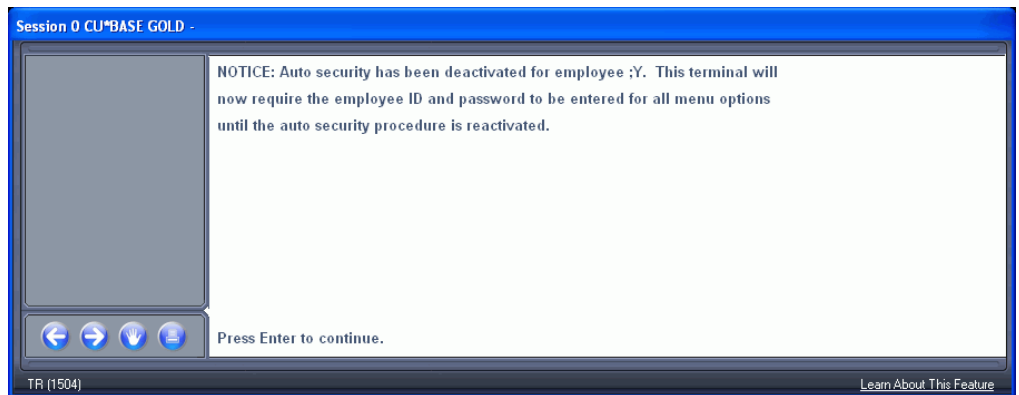 Session 0 CU*BASE GOLD -
NOTICE: Auto security has been deactivated for employee ;Y. This terminal will
now require the employee ID and password to be entered for all menu options
until the auto security procedure is reactivated.
Press Enter to continue.
TR (1504)
Learn About This Feature